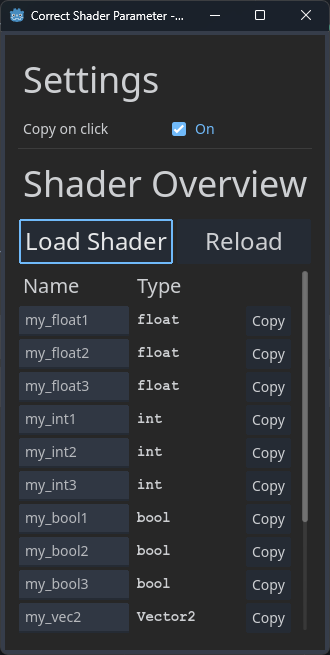 Correct Shader Parameter -...
Settings
Copy on click On
Shader Overview
Load Shader Reload
Name Type
my_float1 float Copy
my_float2 float Copy
my_float3 float Copy
my_int1 int Copy
my_int2 int Copy
my_int3 int Copy
my_bool1 bool Copy
my_bool2 bool Copy
my_bool3 bool Copy
my_vec2 Vector2 Copy